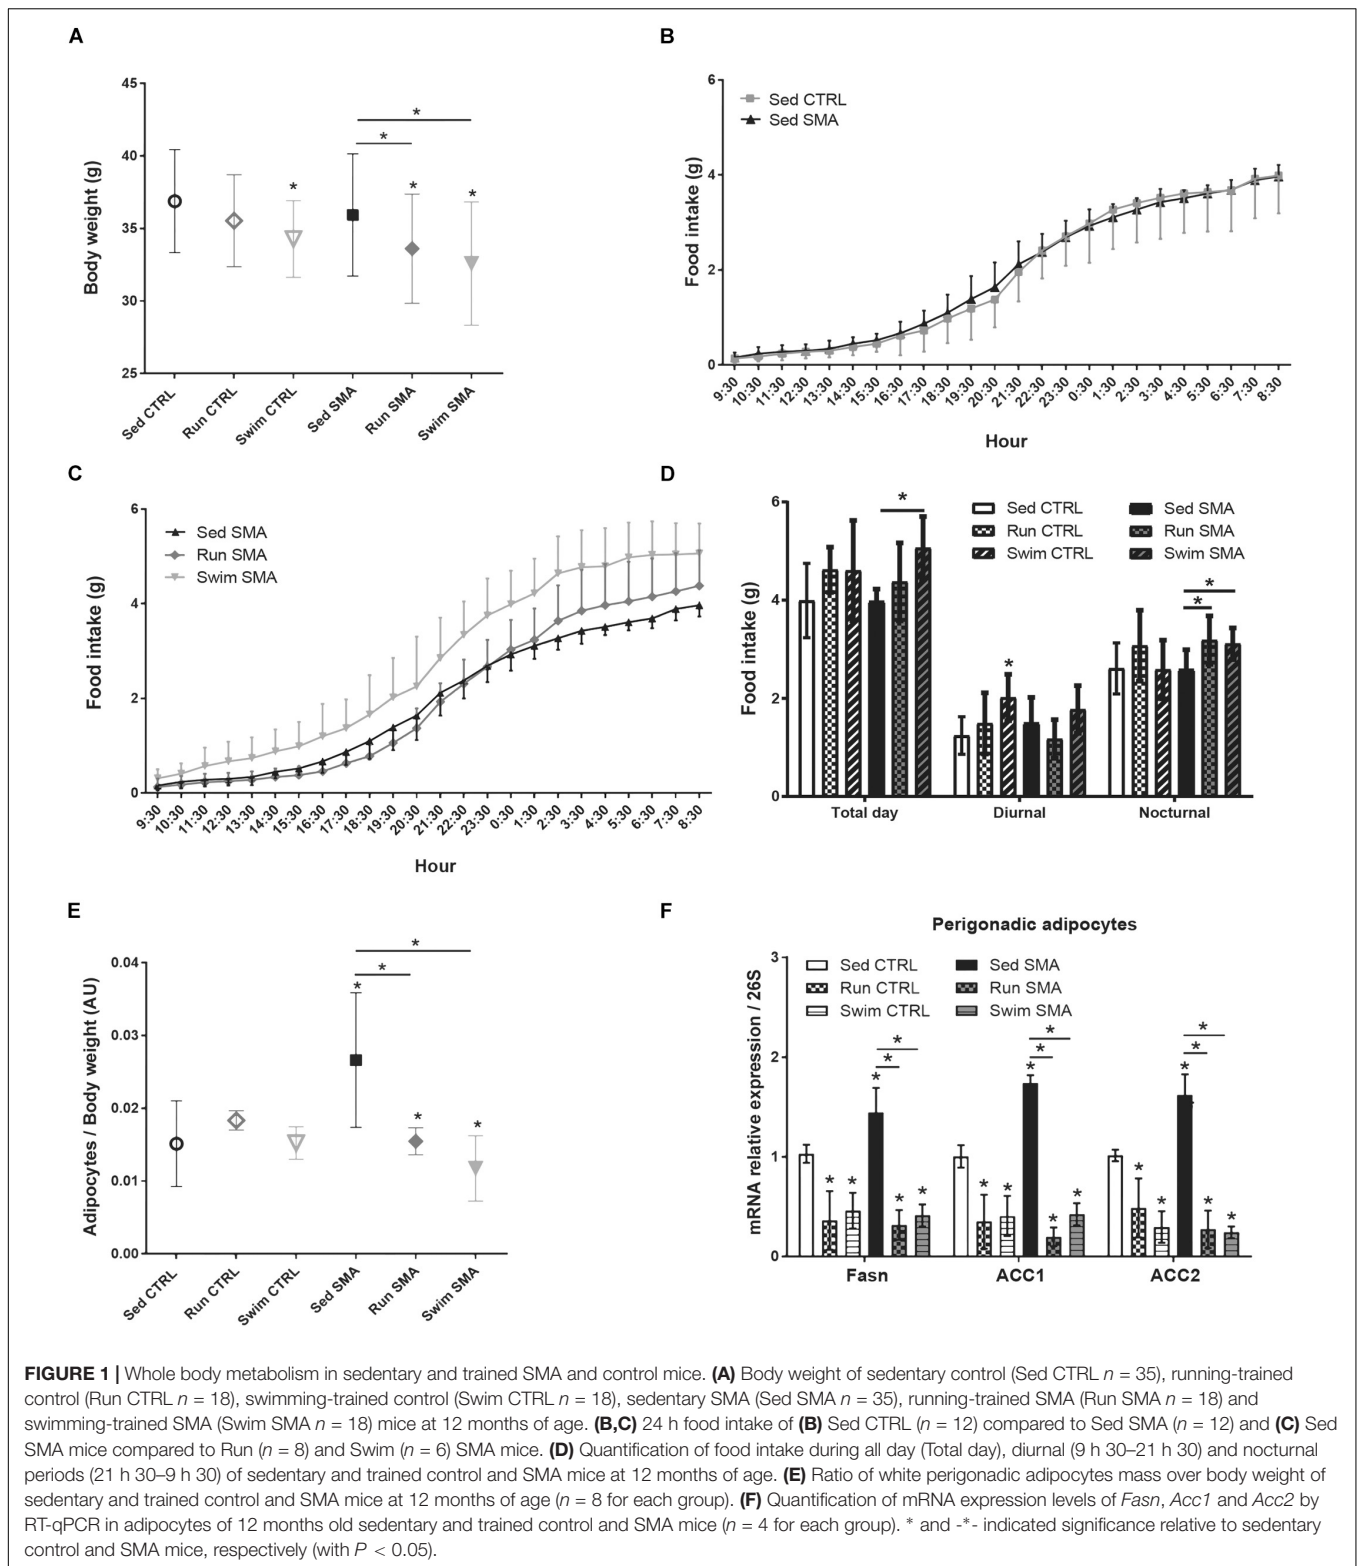 A
45
40
35
30
25
Body weight (g)
*
*
*
*
*
Sed CTRL
Run CTRL
Swim CTRL
Sed SMA
Run SMA
Swim SMA
B
6
4
2
0
Food intake (g)
Sed CTRL
Sed SMA
9:30
10:30
11:30
12:30
13:30
14:30
15:30
16:30
17:30
18:30
19:30
20:30
21:30
22:30
23:30
0:30
1:30
2:30
3:30
4:30
5:30
6:30
7:30
8:30
Hour
C
6
4
2
0
Food intake (g)
Sed SMA
Run SMA
Swim SMA
9:30
10:30
11:30
12:30
13:30
14:30
15:30
16:30
17:30
18:30
19:30
20:30
21:30
22:30
23:30
0:30
1:30
2:30
3:30
4:30
5:30
6:30
7:30
8:30
Hour
D
6
4
2
0
Food intake (g)
Sed CTRL
Run CTRL
Swim CTRL
Sed SMA
Run SMA
Swim SMA
*
*
*
*
Total day
Diurnal
Nocturnal
E
0.04
0.03
0.02
0.01
0.00
Adipocytes / Body weight (AU)
*
*
*
*
*
Sed CTRL
Run CTRL
Swim CTRL
Sed SMA
Run SMA
Swim SMA
F
Perigonadic adipocytes
3
2
1
0
mRNA relative expression / 26S
Sed CTRL
Run CTRL
Swim CTRL
Sed SMA
Run SMA
Swim SMA
* * * * * * *
* * * * * * *
* * * * * * *
Fasn
ACC1
ACC2
FIGURE 1 | Whole body metabolism in sedentary and trained SMA and control mice. (A) Body weight of sedentary control (Sed CTRL n = 35), running-trained
control (Run CTRL n = 18), swimming-trained control (Swim CTRL n = 18), sedentary SMA (Sed SMA n = 35), running-trained SMA (Run SMA n = 18) and
swimming-trained SMA (Swim SMA n = 18) mice at 12 months of age. (B,C) 24 h food intake of (B) Sed CTRL (n = 12) compared to Sed SMA (n = 12) and (C) Sed
SMA mice compared to Run (n = 8) and Swim (n = 6) SMA mice. (D) Quantification of food intake during all day (Total day), diurnal (9 h 30–21 h 30) and nocturnal
periods (21 h 30–9 h 30) of sedentary and trained control and SMA mice at 12 months of age. (E) Ratio of white perigonadic adipocytes mass over body weight of
sedentary and trained control and SMA mice at 12 months of age (n = 8 for each group). (F) Quantification of mRNA expression levels of Fasn, Acc1 and Acc2 by
RT-qPCR in adipocytes of 12 months old sedentary and trained control and SMA mice (n = 4 for each group). * and -*- indicated significance relative to sedentary
control and SMA mice, respectively (with P < 0.05).